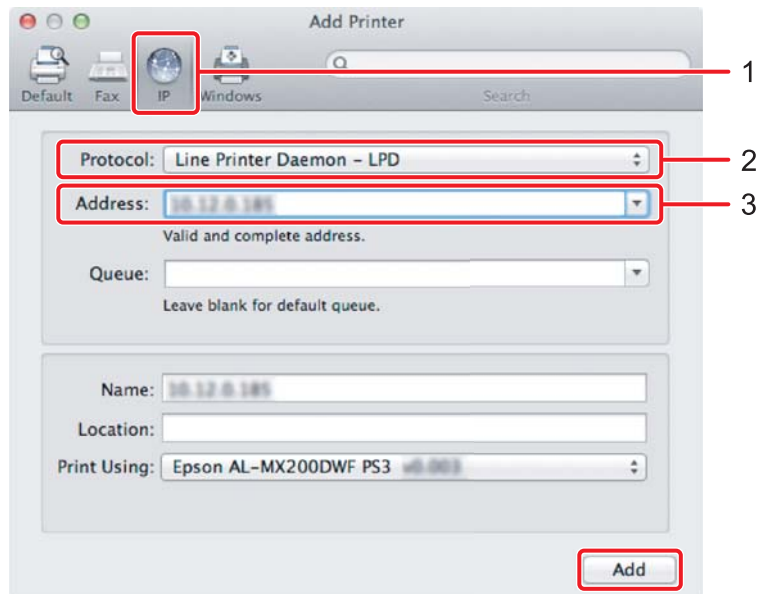 Add Printer
Default Fax IP Windows Search
1
Protocol: Line Printer Daemon – LPD
2
Address:
3
Valid and complete address.
Queue:
Leave blank for default queue.
Name:
Location:
Print Using: Epson AL–MX200DWF PS3
Add